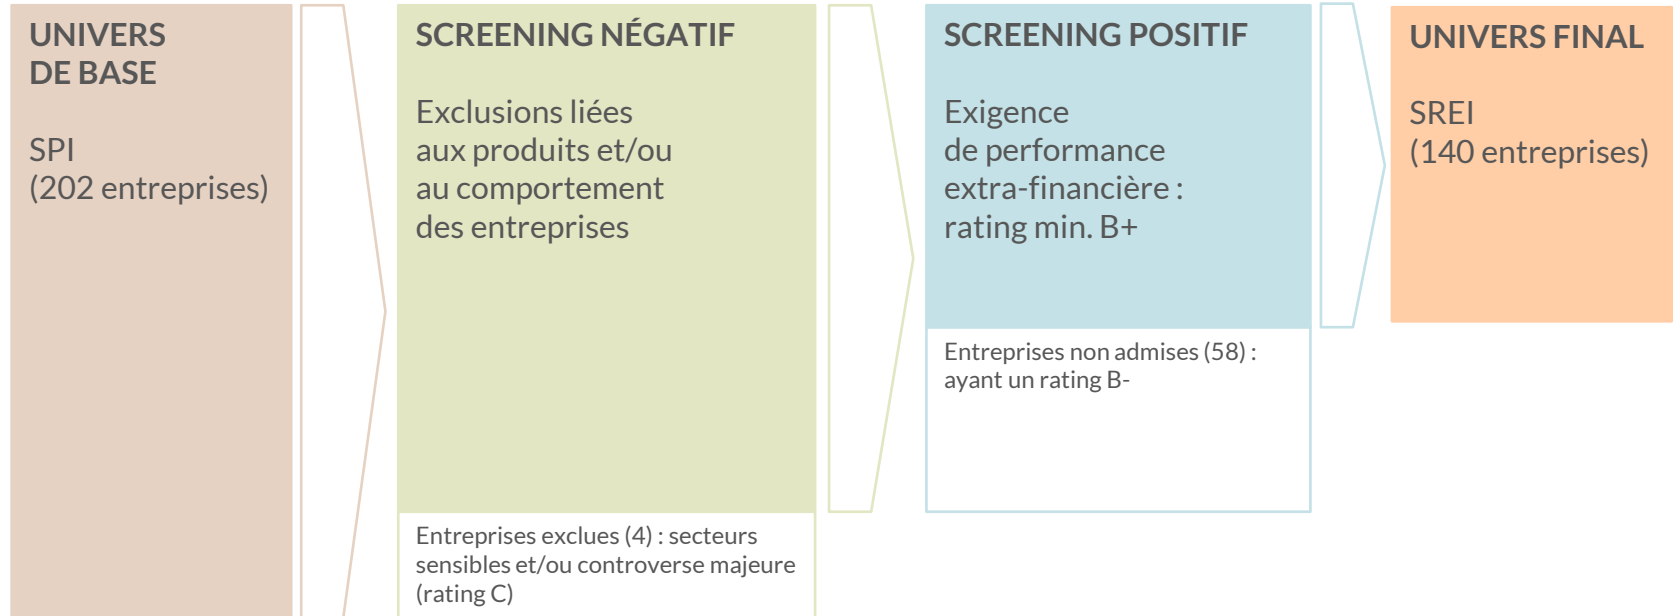 UNIVERS
DE BASE
SPI
(202 entreprises)
SCREENING NÉGATIF
Exclusions liées
aux produits et/ou
au comportement
des entreprises
Entreprises exclues (4) : secteurs
sensibles et/ou controverse majeure
(rating C)
SCREENING POSITIF
Exigence
de performance
extra-financière :
rating min. B+
Entreprises non admises (58) :
ayant un rating B-
UNIVERS FINAL
SREI
(140 entreprises)